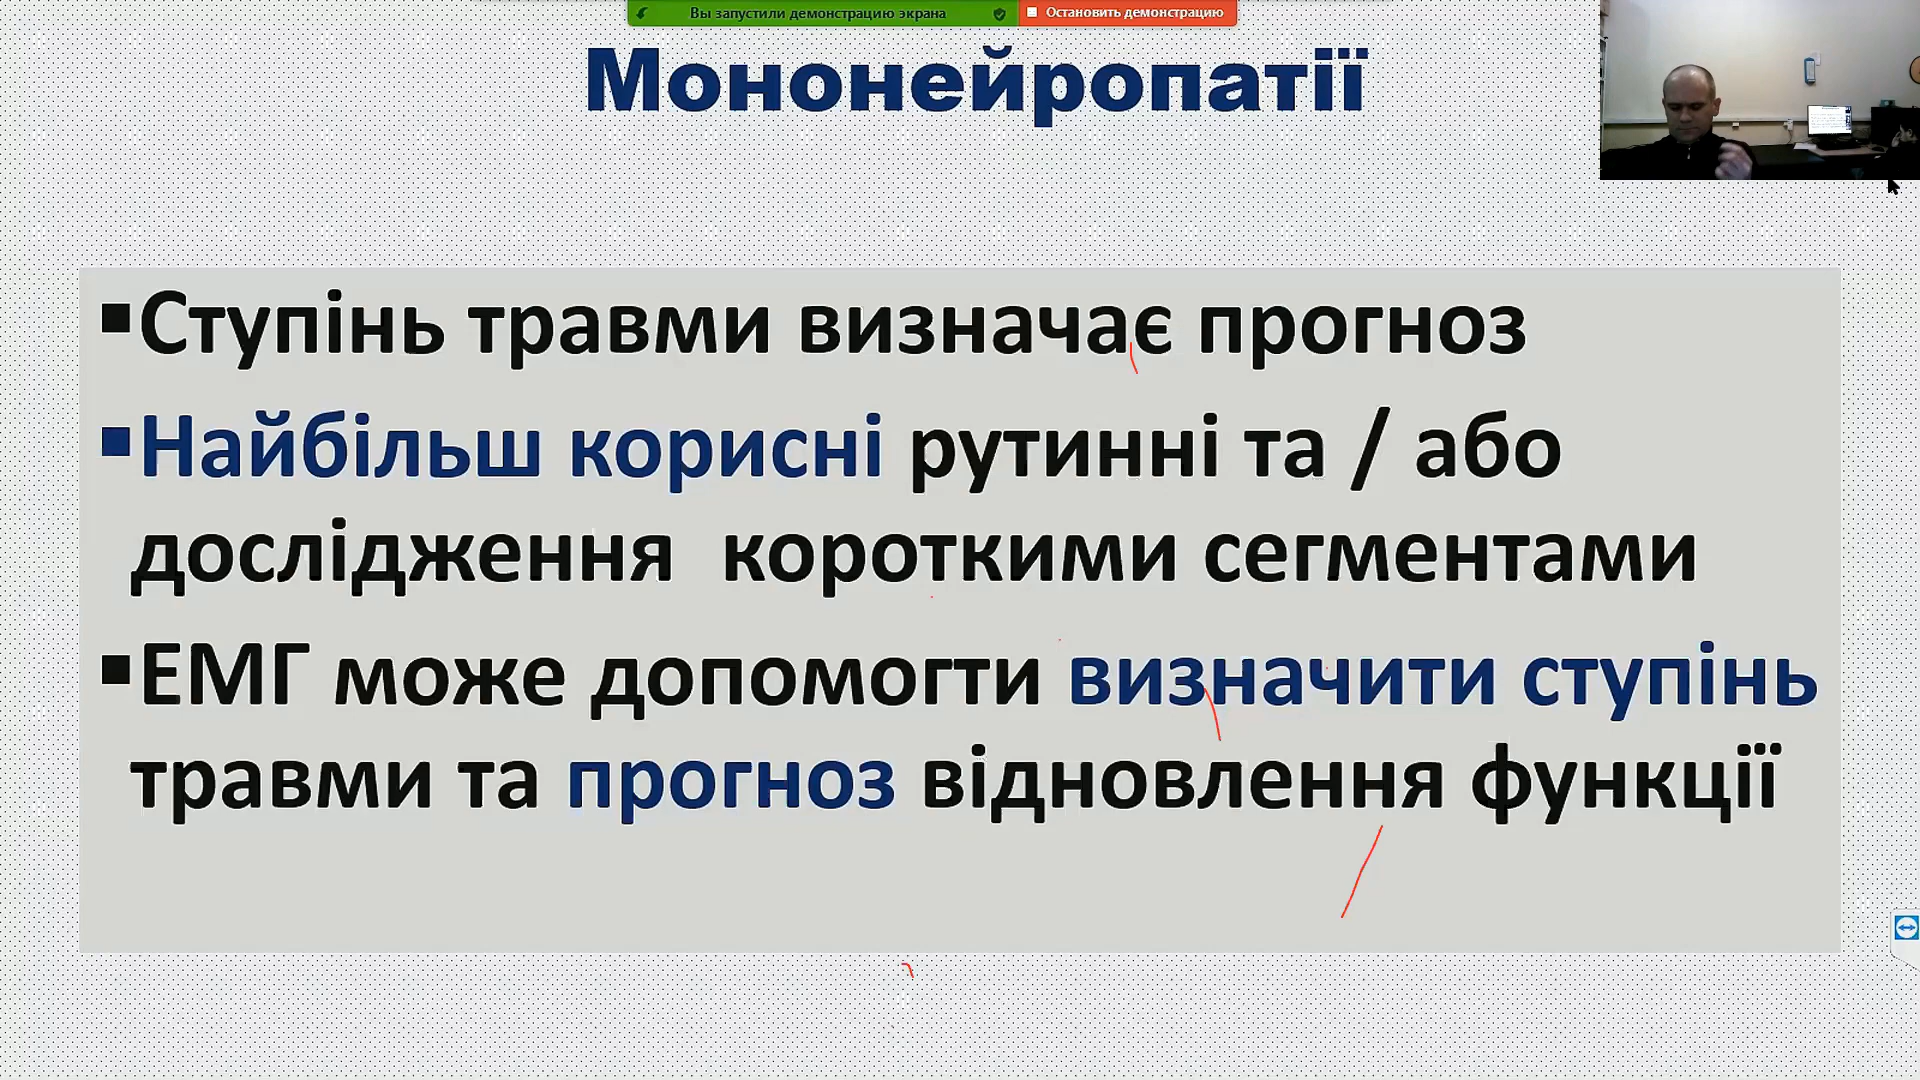 Вы запустили демонстрацию экрана
Остановить демонстрацию
Мононейропатії
▪Ступінь травми визначає прогноз
▪Найбільш корисні рутинні та / або
дослідження короткими сегментами
▪ЕМГ може допомогти визначити ступінь
травми та прогноз відновлення функції